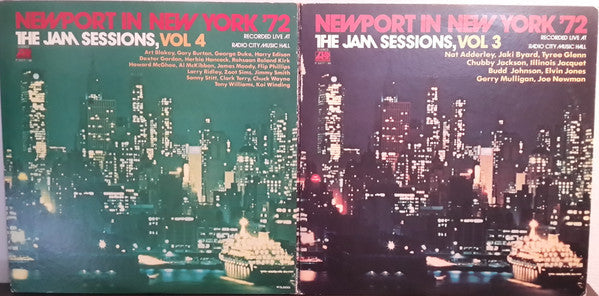 NEWPORT IN NEW YORK '72
THE JAM SESSIONS, VOL 4
RECORDED LIVE AT
RADIO CITY MUSIC HALL
Art Blakey, Gary Burton, George Duke, Harry Edison
Dexter Gordon, Herbie Hancock, Rahsaan Roland Kirk
Howard McGhee, Al McKibbon, James Moody, Flip Phillips
Larry Ridley, Zoot Sims, Jimmy Smith
Sonny Stitt, Clark Terry, Chuck Wayne
Tony Williams, Kai Winding
NEWPORT IN NEW YORK '72
THE JAM SESSIONS, VOL 3
RECORDED LIVE AT
RADIO CITY MUSIC HALL
Nat Adderley, Jaki Byard, Tyree Glenn
Chubby Jackson, Illinois Jacquet
Budd Johnson, Elvin Jones
Gerry Mulligan, Joe Newman